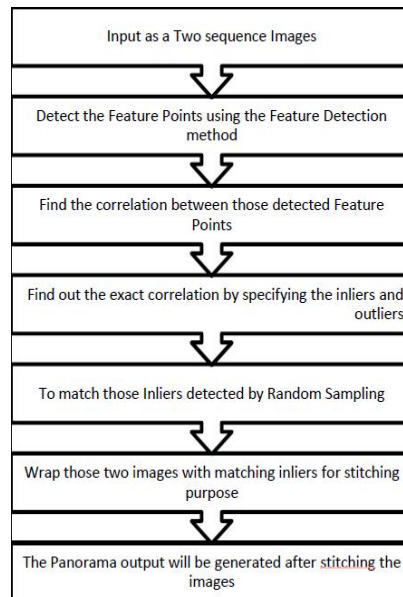 Input as a Two sequence Images
Detect the Feature Points using the Feature Detection
method
Find the correlation between those detected Feature
Points
Find out the exact correlation by specifying the inliers and
outliers
To match those Inliers detected by Random Sampling
Wrap those two images with matching inliers for stitching
purpose
The Panorama output will be generated after stitching the
images